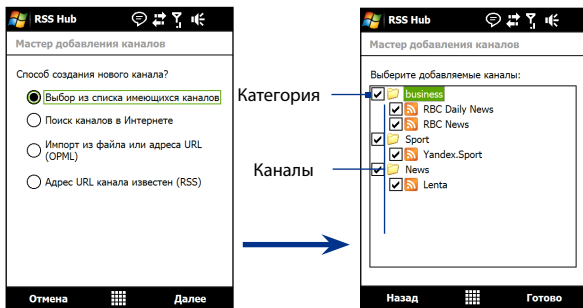 RSS Hub
Мастер добавления каналов
Способ создания нового канала?
Выбор из списка имеющихся каналов
Поиск каналов в Интернете
Импорт из файла или адреса URL
(OPML)
Адрес URL канала известен (RSS)
Отмена
Далее
Категория
Каналы
RSS Hub
Мастер добавления каналов
Выберите добавляемые каналы:
business
RBC Daily News
RBC News
Sport
Yandex.Sport
News
Lenta
Назад
Готово